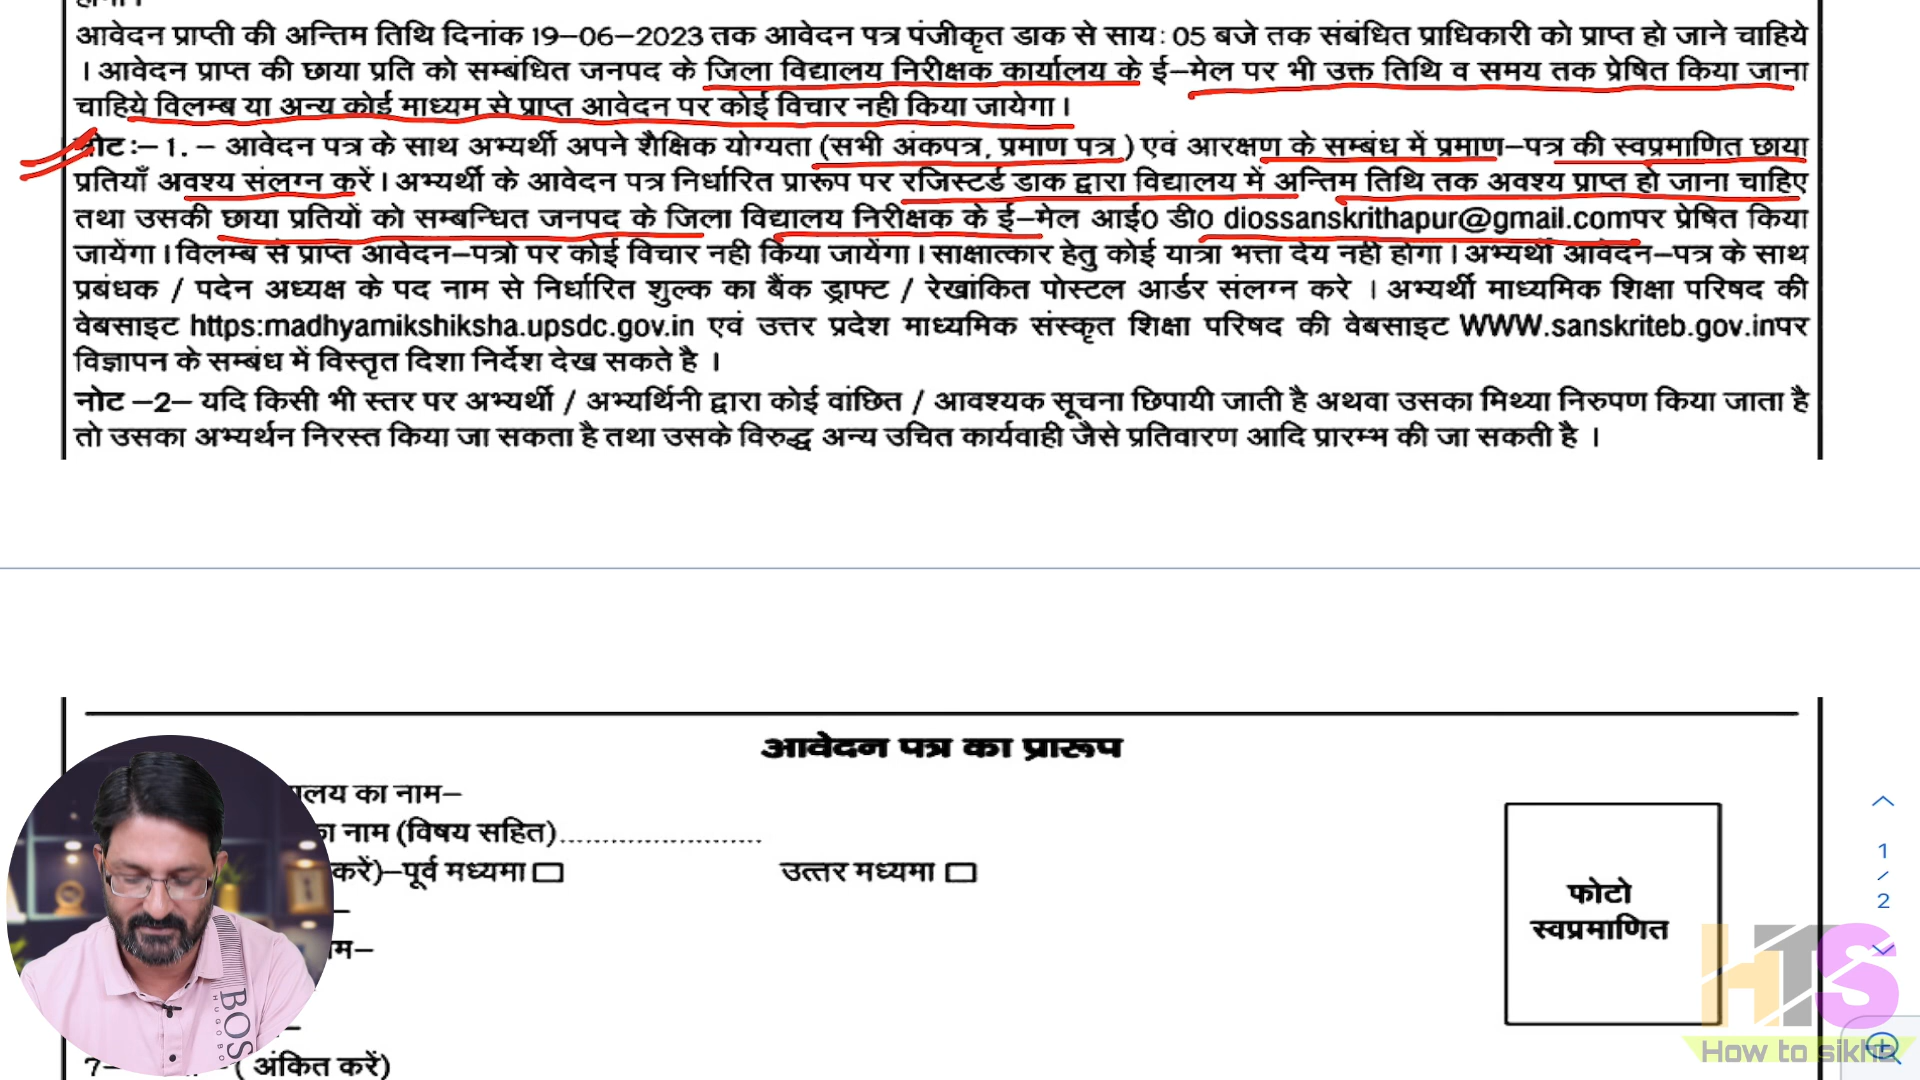 आवेदन प्राप्ती की अन्तिम तिथि दिनांक 19–06–2023 तक आवेदन पत्र पंजीकृत डाक से साय: 05 बजे तक संबंधित प्राधिकारी को प्राप्त हो जाने चाहिये
। आवेदन प्राप्त की छाया प्रति को सम्बंधित जनपद के जिला विद्यालय निरीक्षक कार्यालय के ई–मेल पर भी उक्त तिथि व समय तक प्रेषित किया जाना
चाहिये विलम्ब या अन्य कोई माध्यम से प्राप्त आवेदन पर कोई विचार नही किया जायेगा।
नोटः– 1. – आवेदन पत्र के साथ अभ्यर्थी अपने शैक्षिक योग्यता (सभी अंकपत्र, प्रमाण पत्र ) एवं आरक्षण के सम्बंध में प्रमाण–पत्र की स्वप्रमाणित छाया
प्रतियाँ अवश्य संलग्न करें। अभ्यर्थी के आवेदन पत्र निर्धारित प्रारूप पर रजिस्टर्ड डाक द्वारा विद्यालय में अन्तिम तिथि तक अवश्य प्राप्त हो जाना चाहिए
तथा उसकी छाया प्रतियों को सम्बन्धित जनपद के जिला विद्यालय निरीक्षक के ई–मेल आई0 डी0 diossanskrithapur@gmail.comपर प्रेषित किया
जायेंगा। विलम्ब से प्राप्त आवेदन–पत्रो पर कोई विचार नही किया जायेंगा। साक्षात्कार हेतु कोई यात्रा भत्ता देय नही होगा। अभ्यर्थी आवेदन–पत्र के साथ
प्रबंधक / पदेन अध्यक्ष के पद नाम से निर्धारित शुल्क का बैंक ड्राफ्ट / रेखांकित पोस्टल आर्डर संलग्न करे । अभ्यर्थी माध्यमिक शिक्षा परिषद की
वेबसाइट https:madhyamikshiksha.upsdc.gov.in एवं उत्तर प्रदेश माध्यमिक संस्कृत शिक्षा परिषद की वेबसाइट WWW.sanskriteb.gov.inपर
विज्ञापन के सम्बंध में विस्तृत दिशा निर्देश देख सकते है ।
नोट –2– यदि किसी भी स्तर पर अभ्यर्थी / अभ्यर्थिनी द्वारा कोई वांछित / आवश्यक सूचना छिपायी जाती है अथवा उसका मिथ्या निरुपण किया जाता है
तो उसका अभ्यर्थन निरस्त किया जा सकता है तथा उसके विरुद्ध अन्य उचित कार्यवाही जैसे प्रतिवारण आदि प्रारम्भ की जा सकती है ।
आवेदन पत्र का प्रारूप
का नाम–
नाम (विषय सहित)........................
करें)–पूर्व मध्यमा उत्तर मध्यमा
फोटो
स्वप्रमाणित
7– ( अंकित करें)
1
/
2
BOSS
HUGO BO
HTS
How to sikhe